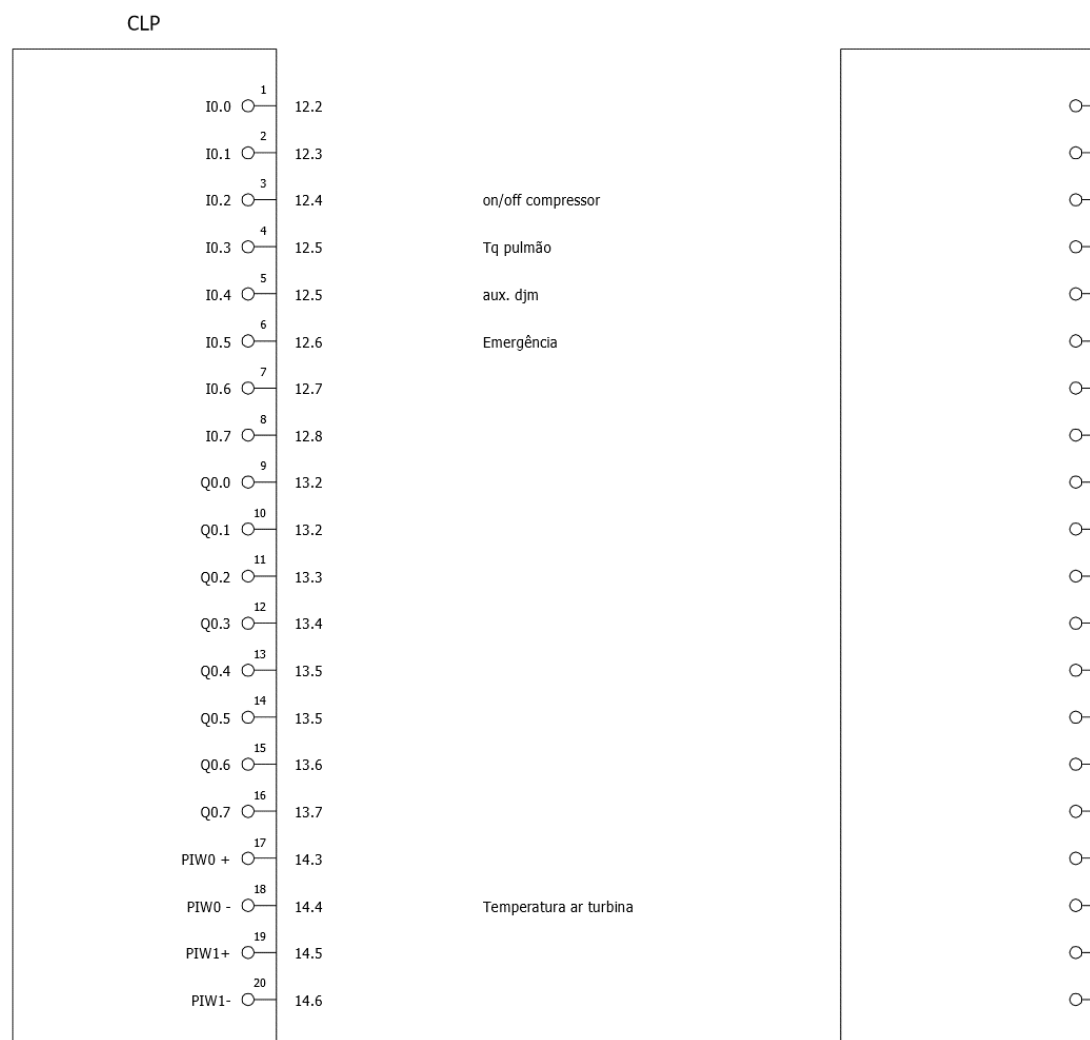 CLP
1
I0.0 12.2
2
I0.1 12.3
3
I0.2 12.4 on/off compressor
4
I0.3 12.5 Tq pulmão
5
I0.4 12.5 aux. djm
6
I0.5 12.6 Emergência
7
I0.6 12.7
8
I0.7 12.8
9
Q0.0 13.2
10
Q0.1 13.2
11
Q0.2 13.3
12
Q0.3 13.4
13
Q0.4 13.5
14
Q0.5 13.5
15
Q0.6 13.6
16
Q0.7 13.7
17
PIW0 + 14.3
18
PIW0 - 14.4 Temperatura ar turbina
19
PIW1+ 14.5
20
PIW1- 14.6